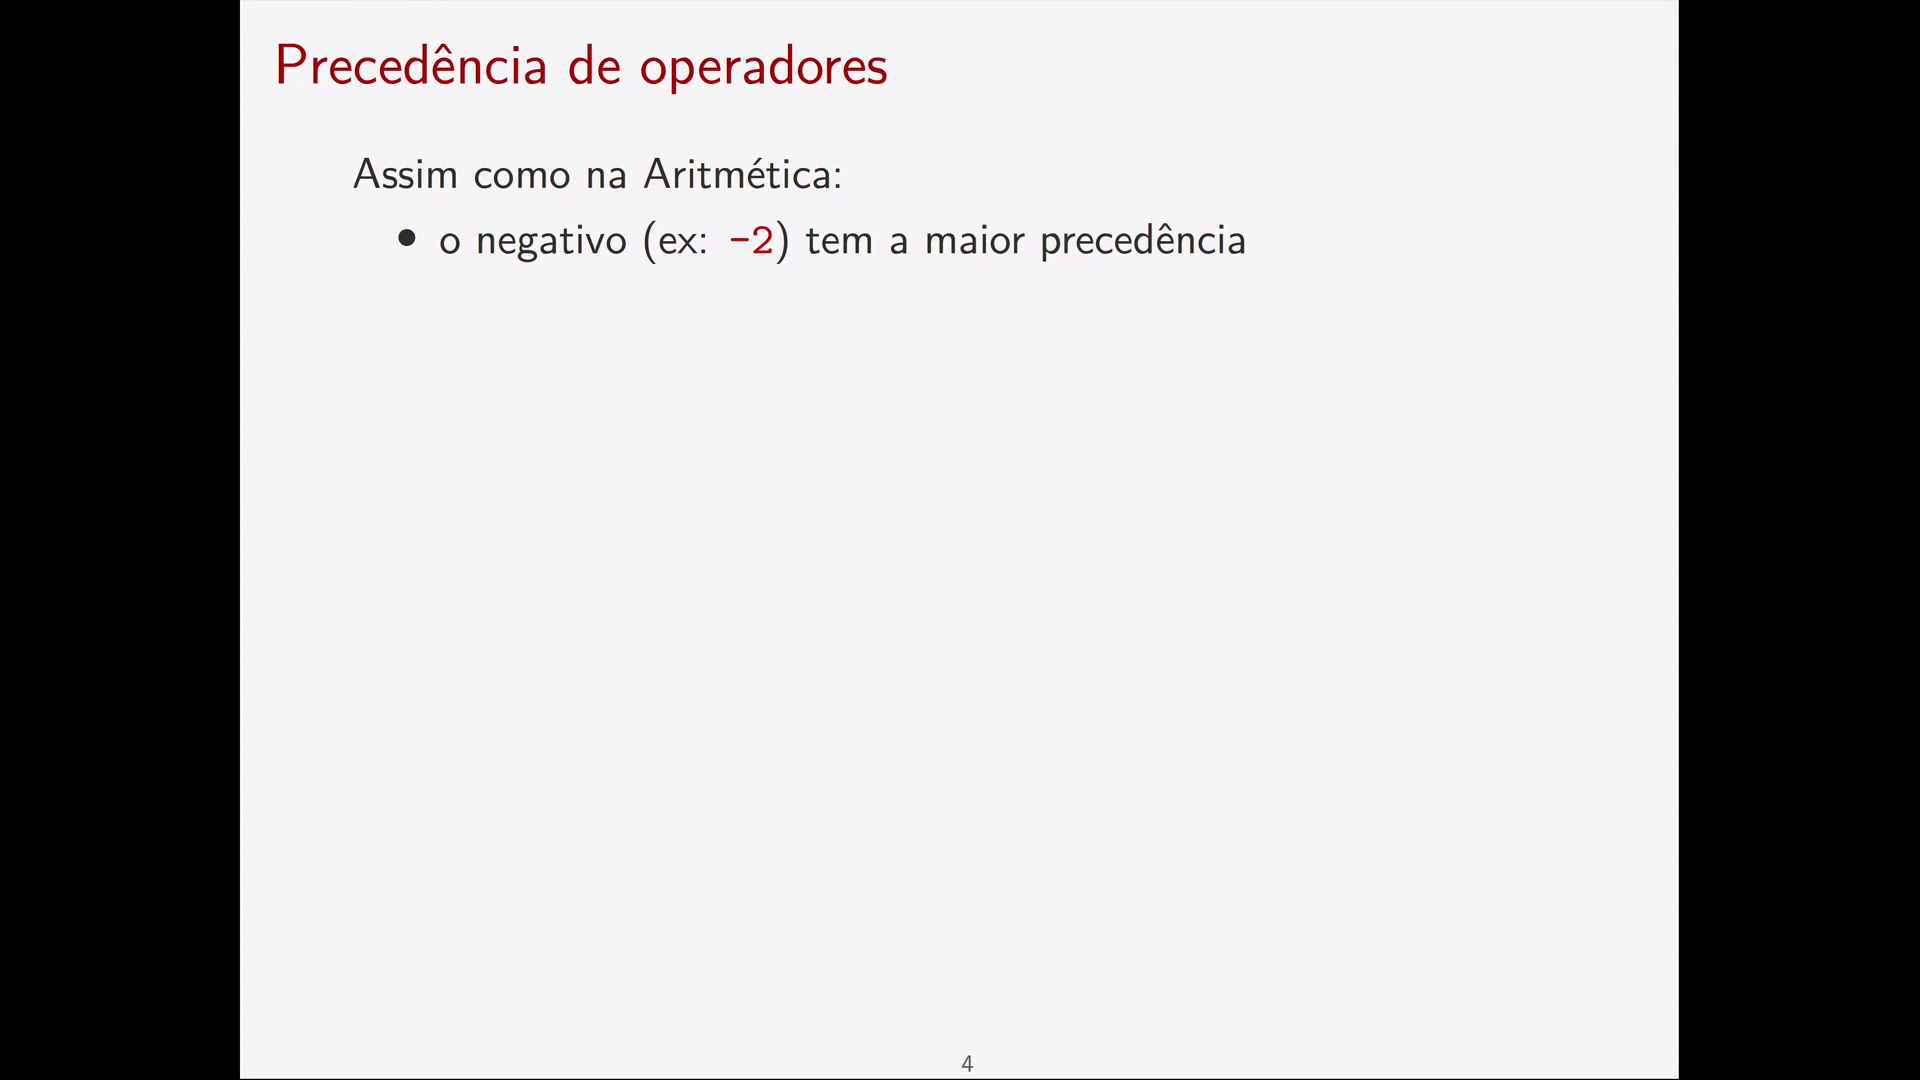 Precedência de operadores
Assim como na Aritmética:
• o negativo (ex: -2) tem a maior precedência
4